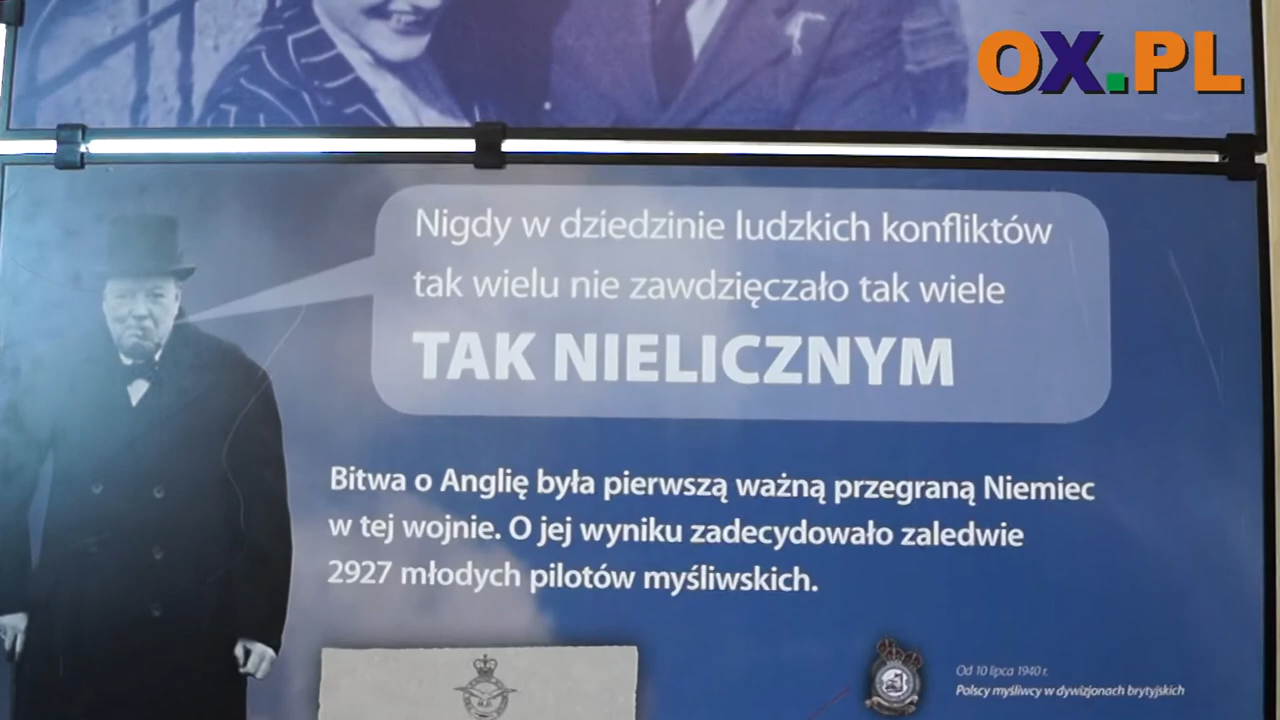 OX.PL
Nigdy w dziedzinie ludzkich konfliktów
tak wielu nie zawdzięczało tak wiele
TAK NIELICZNYM
Bitwa o Anglię była pierwszą ważną przegraną Niemiec
w tej wojnie. O jej wyniku zadecydowało zaledwie
2927 młodych pilotów myśliwskich.
Od 10 lipca 1940 r.
Polscy myśliwcy w dywizjonach brytyjskich